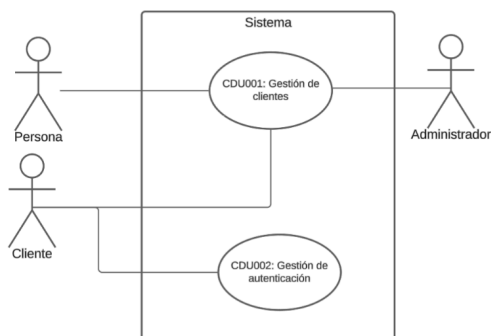 Sistema
CDU001: Gestión de
clientes
Persona
Administrador
Cliente
CDU002: Gestión de
autenticación